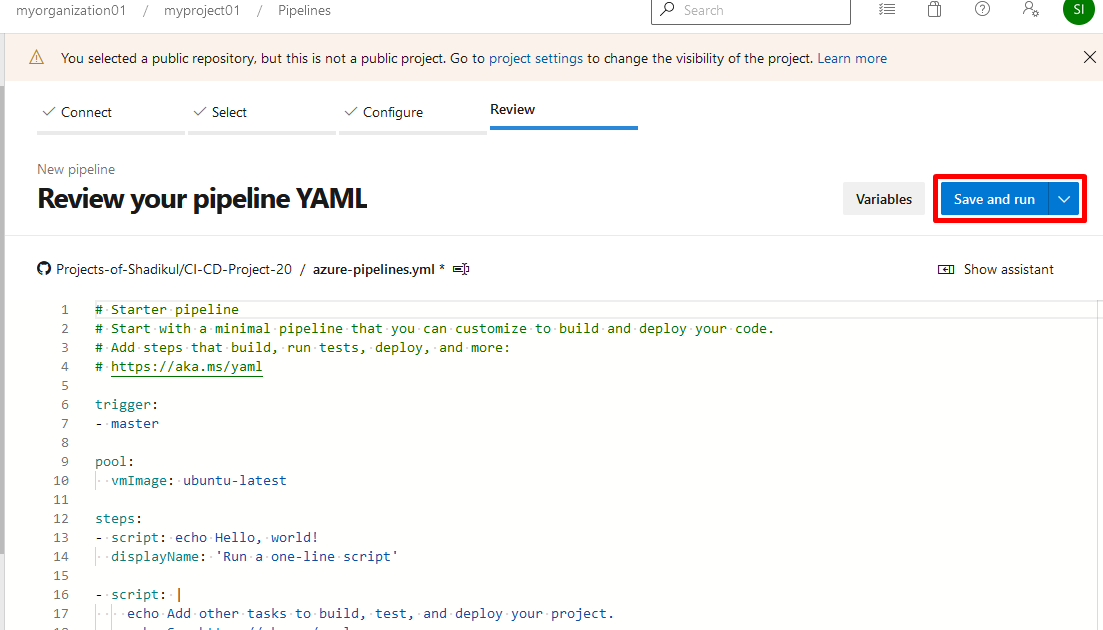 myorganization01 / myproject01 / Pipelines
Search
SI
You selected a public repository, but this is not a public project. Go to project settings to change the visibility of the project. Learn more
Connect
Select
Configure
Review
New pipeline
Review your pipeline YAML
Variables
Save and run
Projects-of-Shadikul/CI-CD-Project-20 / azure-pipelines.yml *
Show assistant
1 # Starter pipeline
2 # Start with a minimal pipeline that you can customize to build and deploy your code.
3 # Add steps that build, run tests, deploy, and more:
4 # https://aka.ms/yaml
5
6 trigger:
7 - master
8
9 pool:
10 vmImage: ubuntu-latest
11
12 steps:
13 - script: echo Hello, world!
14 displayName: 'Run a one-line script'
15
16 - script: |
17 echo Add other tasks to build, test, and deploy your project.